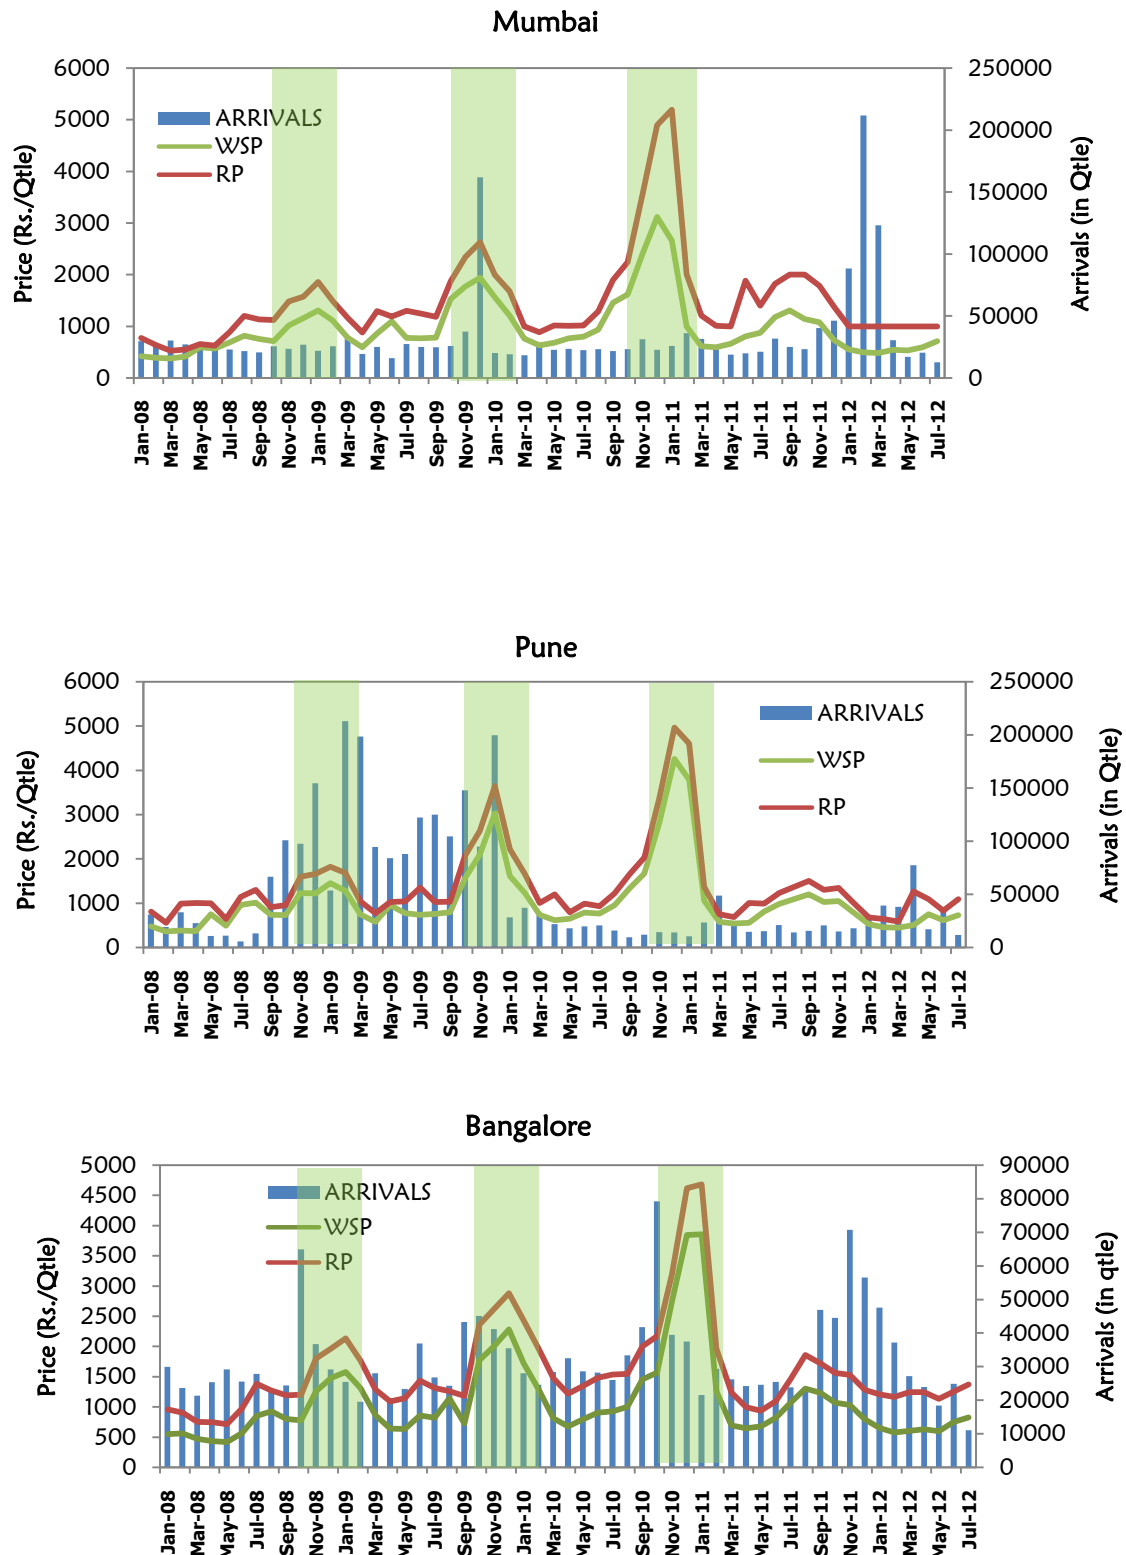 Mumbai
6000
5000
4000
3000
2000
1000
0
Price (Rs./Qtle)
ARRIVALS
WSP
RP
250000
200000
150000
100000
50000
0
Arrivals (in Qtle)
Jan-08
Mar-08
May-08
Jul-08
Sep-08
Nov-08
Jan-09
Mar-09
May-09
Jul-09
Sep-09
Nov-09
Jan-10
Mar-10
May-10
Jul-10
Sep-10
Nov-10
Jan-11
Mar-11
May-11
Jul-11
Sep-11
Nov-11
Jan-12
Mar-12
May-12
Jul-12
Pune
6000
5000
4000
3000
2000
1000
0
Price (Rs./Qtle)
ARRIVALS
WSP
RP
250000
200000
150000
100000
50000
0
Arrivals (in Qtle)
Jan-08
Mar-08
May-08
Jul-08
Sep-08
Nov-08
Jan-09
Mar-09
May-09
Jul-09
Sep-09
Nov-09
Jan-10
Mar-10
May-10
Jul-10
Sep-10
Nov-10
Jan-11
Mar-11
May-11
Jul-11
Sep-11
Nov-11
Jan-12
Mar-12
May-12
Jul-12
Bangalore
5000
4500
4000
3500
3000
2500
2000
1500
1000
500
0
Price (Rs./Qtle)
ARRIVALS
WSP
RP
90000
80000
70000
60000
50000
40000
30000
20000
10000
0
Arrivals (in qtle)
Jan-08
Mar-08
May-08
Jul-08
Sep-08
Nov-08
Jan-09
Mar-09
May-09
Jul-09
Sep-09
Nov-09
Jan-10
Mar-10
May-10
Jul-10
Sep-10
Nov-10
Jan-11
Mar-11
May-11
Jul-11
Sep-11
Nov-11
Jan-12
Mar-12
May-12
Jul-12